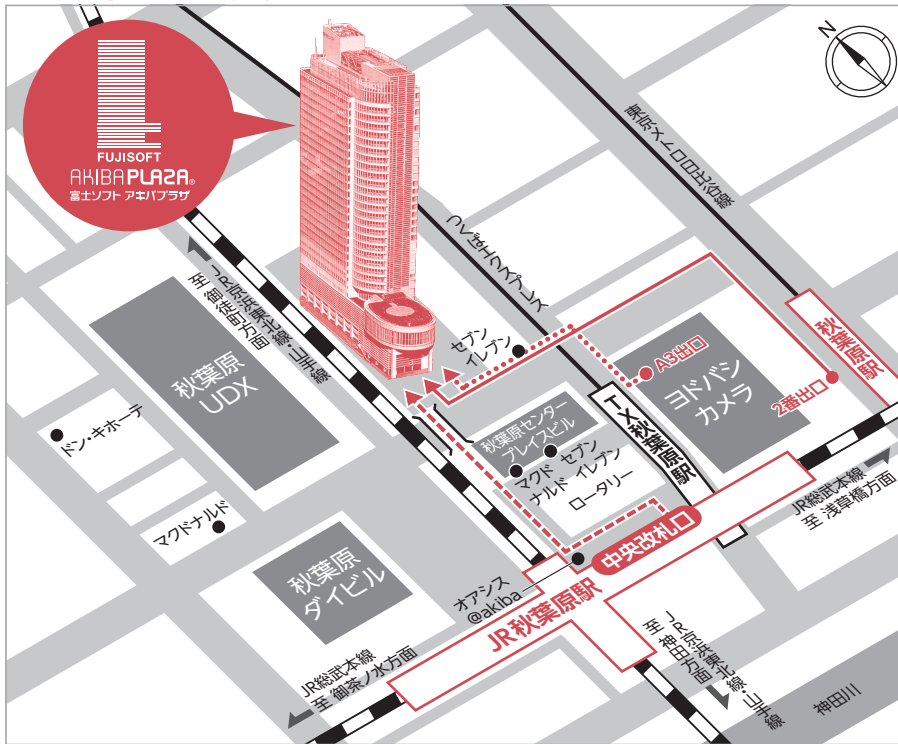 N
FUJISOFT
AKIBA PLAZA®
富士ソフト アキバプラザ
東京メトロ日比谷線
つくばエクスプレス
JR京浜東北線・山手線
至 御徒町方面
セブン
イレブン
A3出口
秋葉原駅
2番出口
ヨドバシ
カメラ
秋葉原
UDX
TX秋葉原駅
秋葉原センター
プレイスビル
ドン・キホーテ
マクド
ナルド
セブン
イレブン
ロータリー
マクドナルド
JR総武本線
至 浅草橋方面
中央改札口
秋葉原
ダイビル
オアシス
@akiba
JR秋葉原駅
JR京浜東北線・山手線
至 神田方面
JR総武本線
至 御茶ノ水方面
神田川